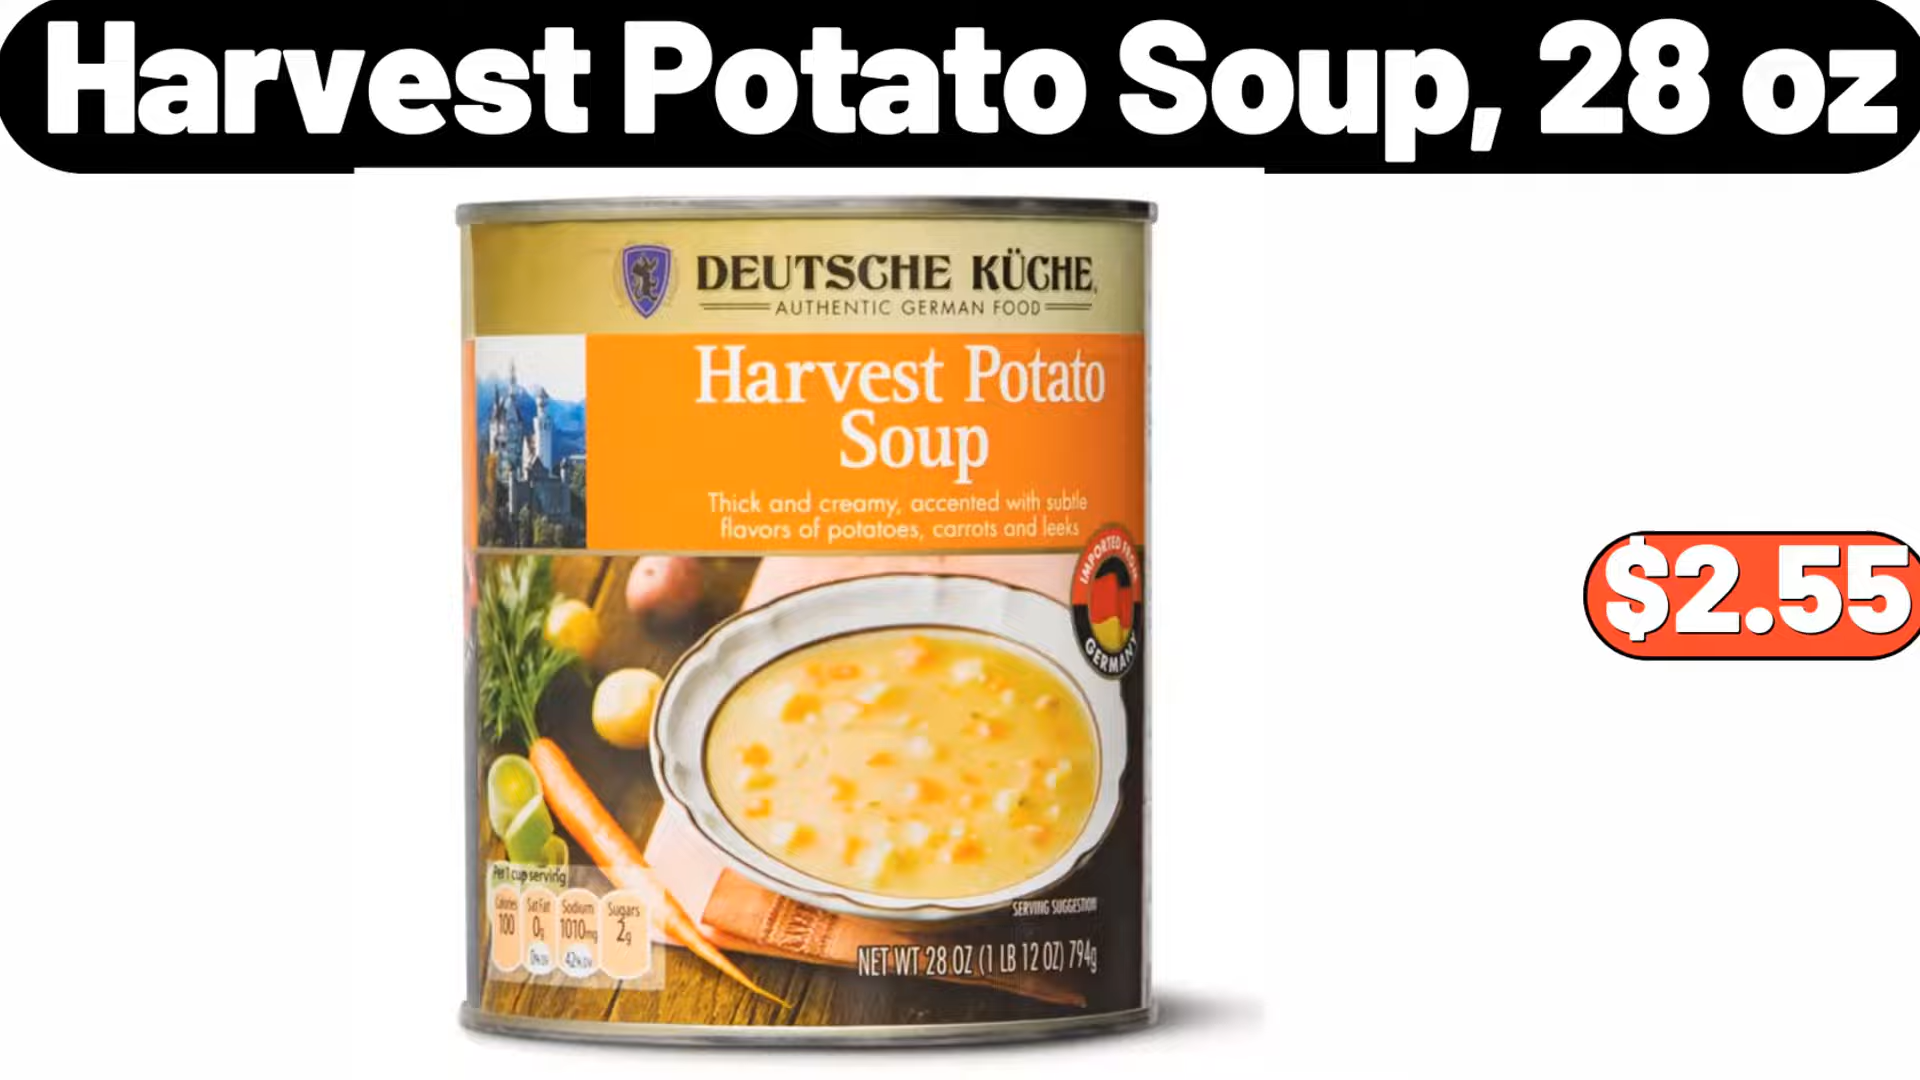 Harvest Potato Soup, 28 oz
DEUTSCHE KÜCHE
AUTHENTIC GERMAN FOOD
Harvest Potato
Soup
Thick and creamy, accented with subtle
flavors of potatoes, carrots and leeks
IMPORTED FROM
GERMANY
$2.55
Per 1 cup serving
Calories Sat Fat Sodium Sugars
100 0g 1010mg 2g
0% DV 42% DV
SERVING SUGGESTION
NET WT 28 OZ (1 LB 12 OZ) 794g